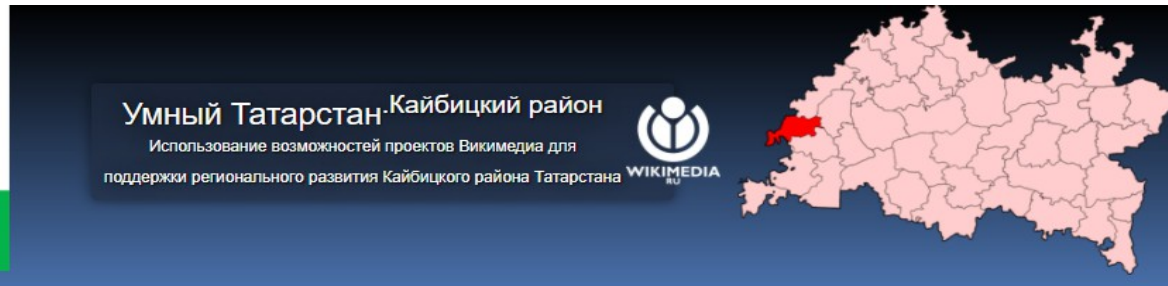 Умный Татарстан·Кайбицкий район
Использование возможностей проектов Викимедиа для
поддержки регионального развития Кайбицкого района Татарстана
WIKIMEDIA
RU